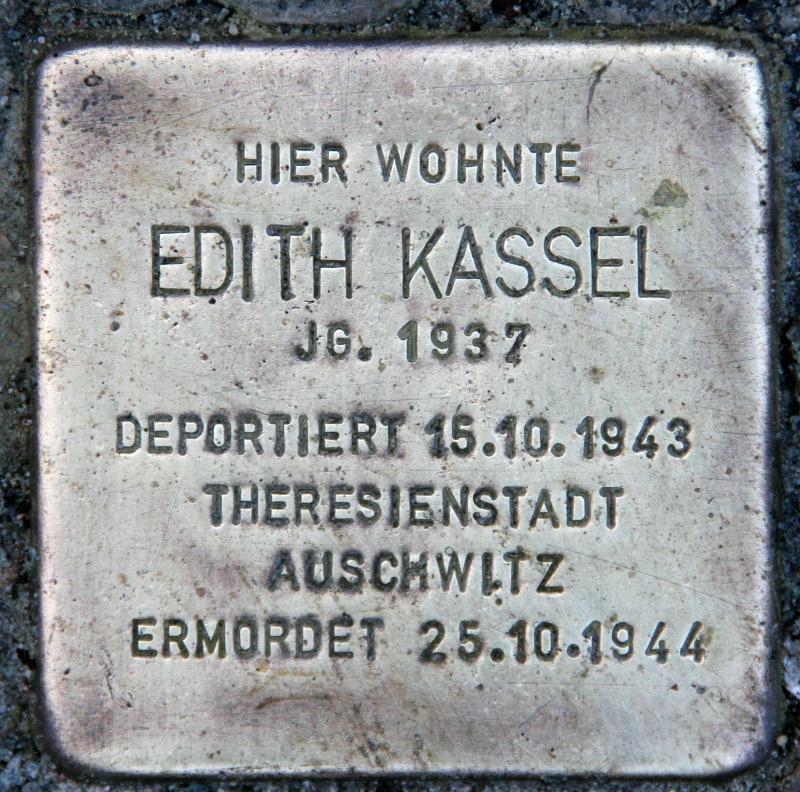 HIER WOHNTE
EDITH KASSEL
JG. 1937
DEPORTIERT 15.10.1943
THERESIENSTADT
AUSCHWITZ
ERMORDET 25.10.1944